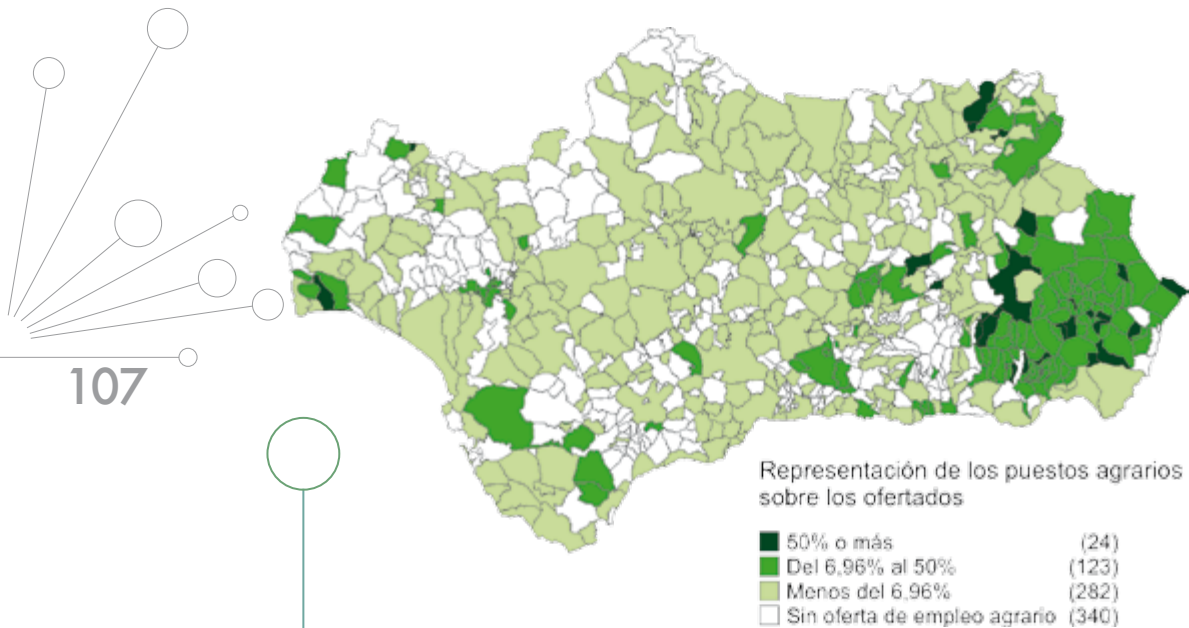 107
Representación de los puestos agrarios
sobre los ofertados
50% o más (24)
Del 6,96% al 50% (123)
Menos del 6,96% (282)
Sin oferta de empleo agrario (340)